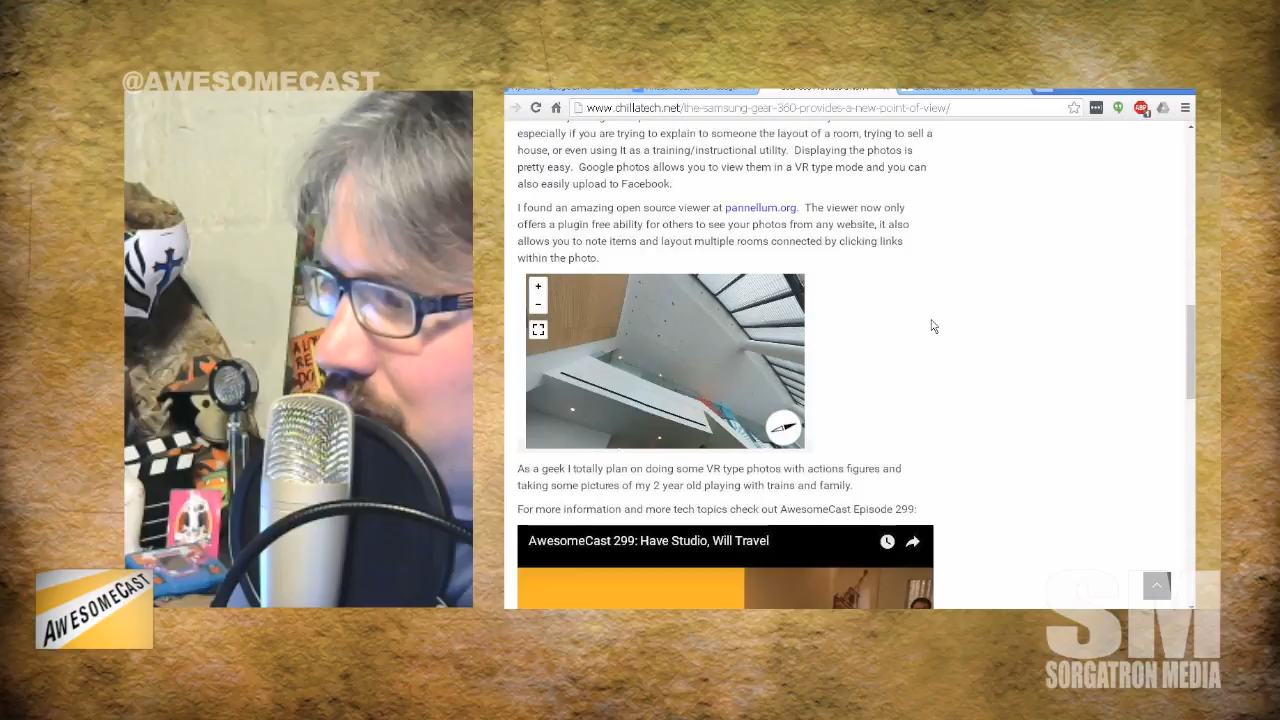 @AWESOMECAST
www.chillatech.net/the-samsung-gear-360-provides-a-new-point-of-view/
especially if you are trying to explain to someone the layout of a room, trying to sell a
house, or even using It as a training/instructional utility. Displaying the photos is
pretty easy. Google photos allows you to view them in a VR type mode and you can
also easily upload to Facebook.
I found an amazing open source viewer at pannellum.org. The viewer now only
offers a plugin free ability for others to see your photos from any website, it also
allows you to note items and layout multiple rooms connected by clicking links
within the photo.
+
-
As a geek I totally plan on doing some VR type photos with actions figures and
taking some pictures of my 2 year old playing with trains and family.
For more information and more tech topics check out AwesomeCast Episode 299:
AwesomeCast 299: Have Studio, Will Travel
AWESOMECAST
SM
SORGATRON MEDIA
ABP